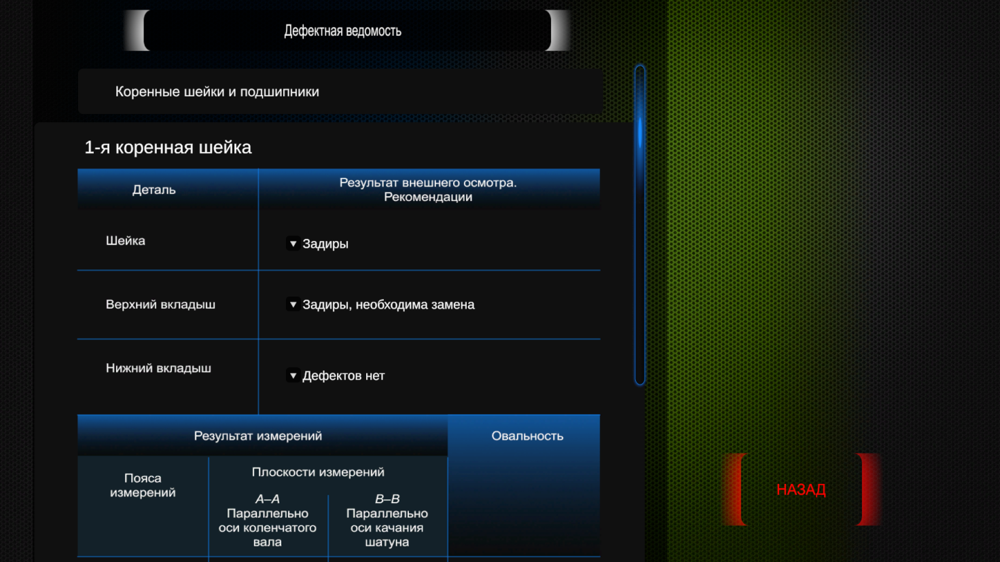 Дефектная ведомость
Коренные шейки и подшипники
1-я коренная шейка
Деталь
Результат внешнего осмотра.
Рекомендации
Шейка
Задиры
Верхний вкладыш
Задиры, необходима замена
Нижний вкладыш
Дефектов нет
Результат измерений
Овальность
Пояса
измерений
Плоскости измерений
А–А
Параллельно
оси коленчатого
вала
В–В
Параллельно
оси качания
шатуна
НАЗАД